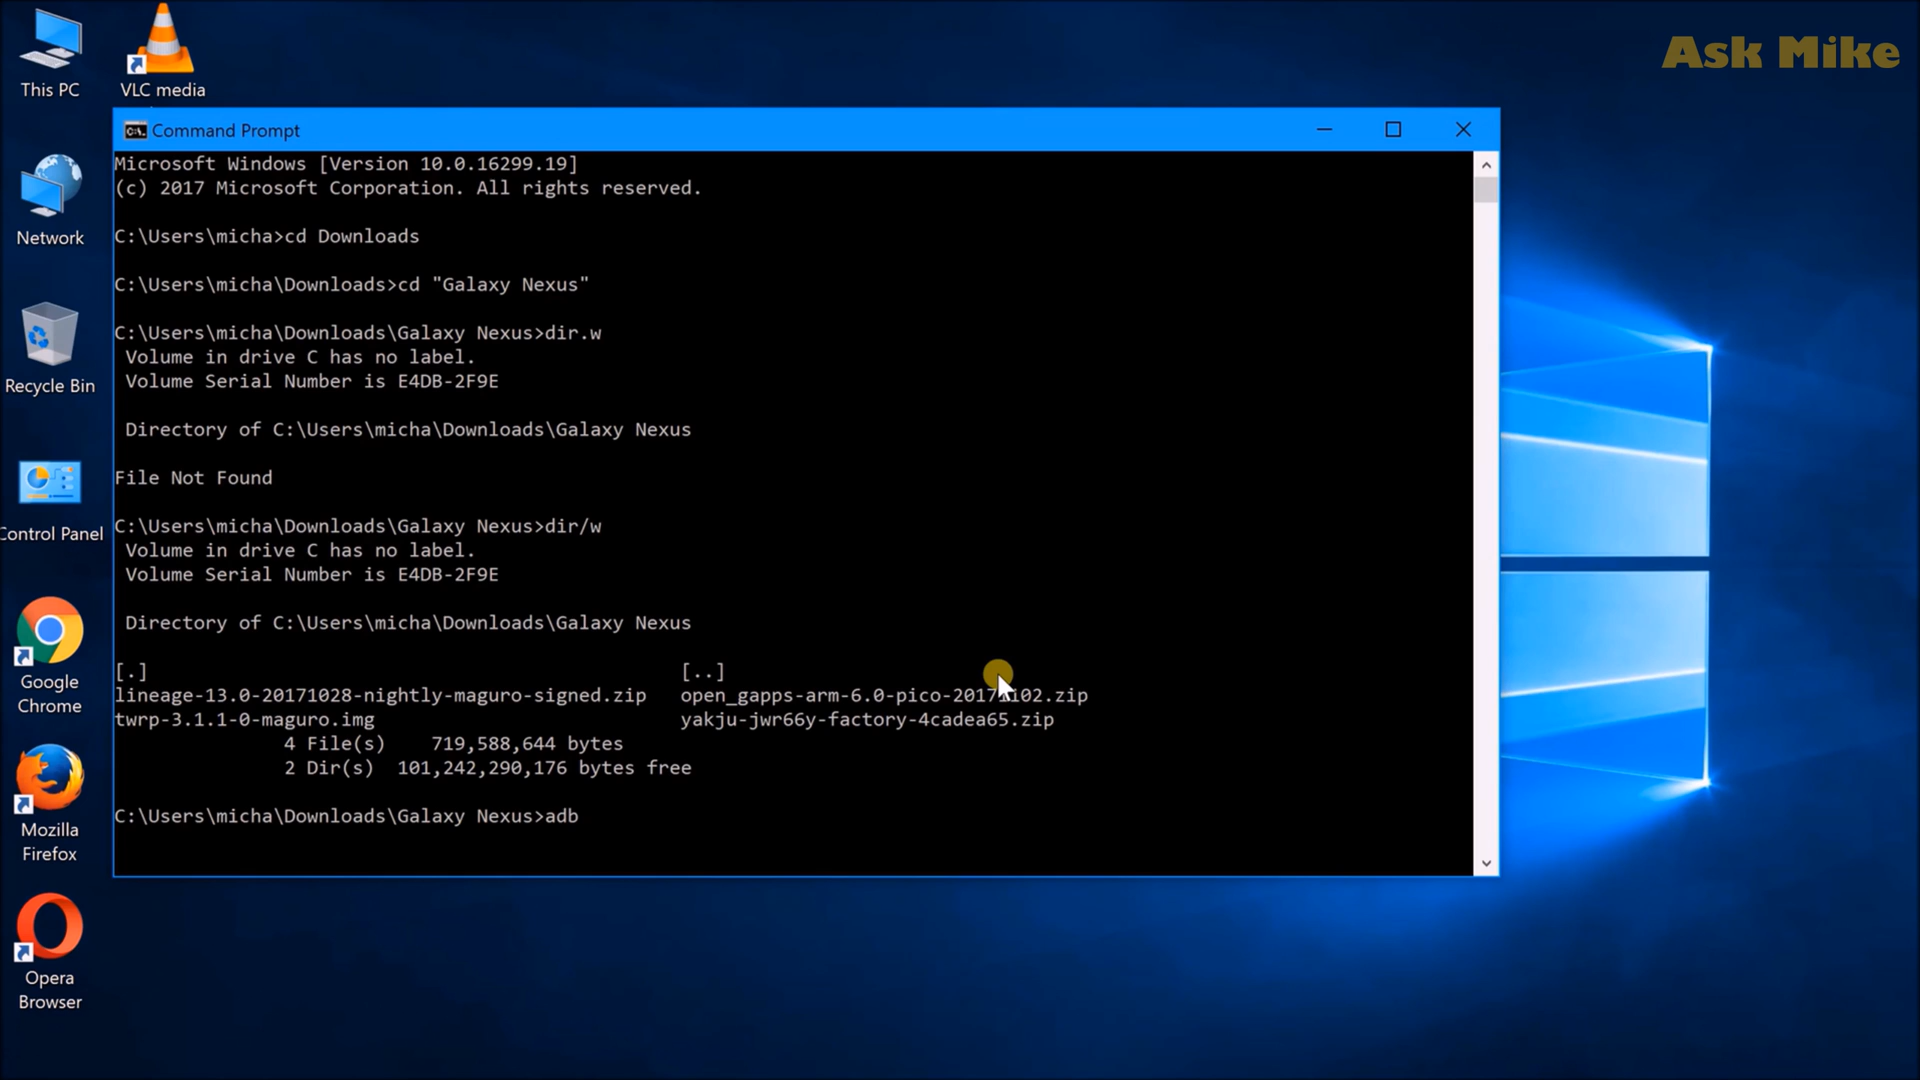 Ask Mike
This PC
VLC media
Network
Recycle Bin
Control Panel
Google
Chrome
Mozilla
Firefox
Opera
Browser
Command Prompt
Microsoft Windows [Version 10.0.16299.19]
(c) 2017 Microsoft Corporation. All rights reserved.
C:\Users\micha>cd Downloads
C:\Users\micha\Downloads>cd "Galaxy Nexus"
C:\Users\micha\Downloads\Galaxy Nexus>dir.w
Volume in drive C has no label.
Volume Serial Number is E4DB-2F9E
Directory of C:\Users\micha\Downloads\Galaxy Nexus
File Not Found
C:\Users\micha\Downloads\Galaxy Nexus>dir/w
Volume in drive C has no label.
Volume Serial Number is E4DB-2F9E
Directory of C:\Users\micha\Downloads\Galaxy Nexus
[.] [..]
lineage-13.0-20171028-nightly-maguro-signed.zip open_gapps-arm-6.0-pico-20171102.zip
twrp-3.1.1-0-maguro.img yakju-jwr66y-factory-4cadea65.zip
4 File(s) 719,588,644 bytes
2 Dir(s) 101,242,290,176 bytes free
C:\Users\micha\Downloads\Galaxy Nexus>adb